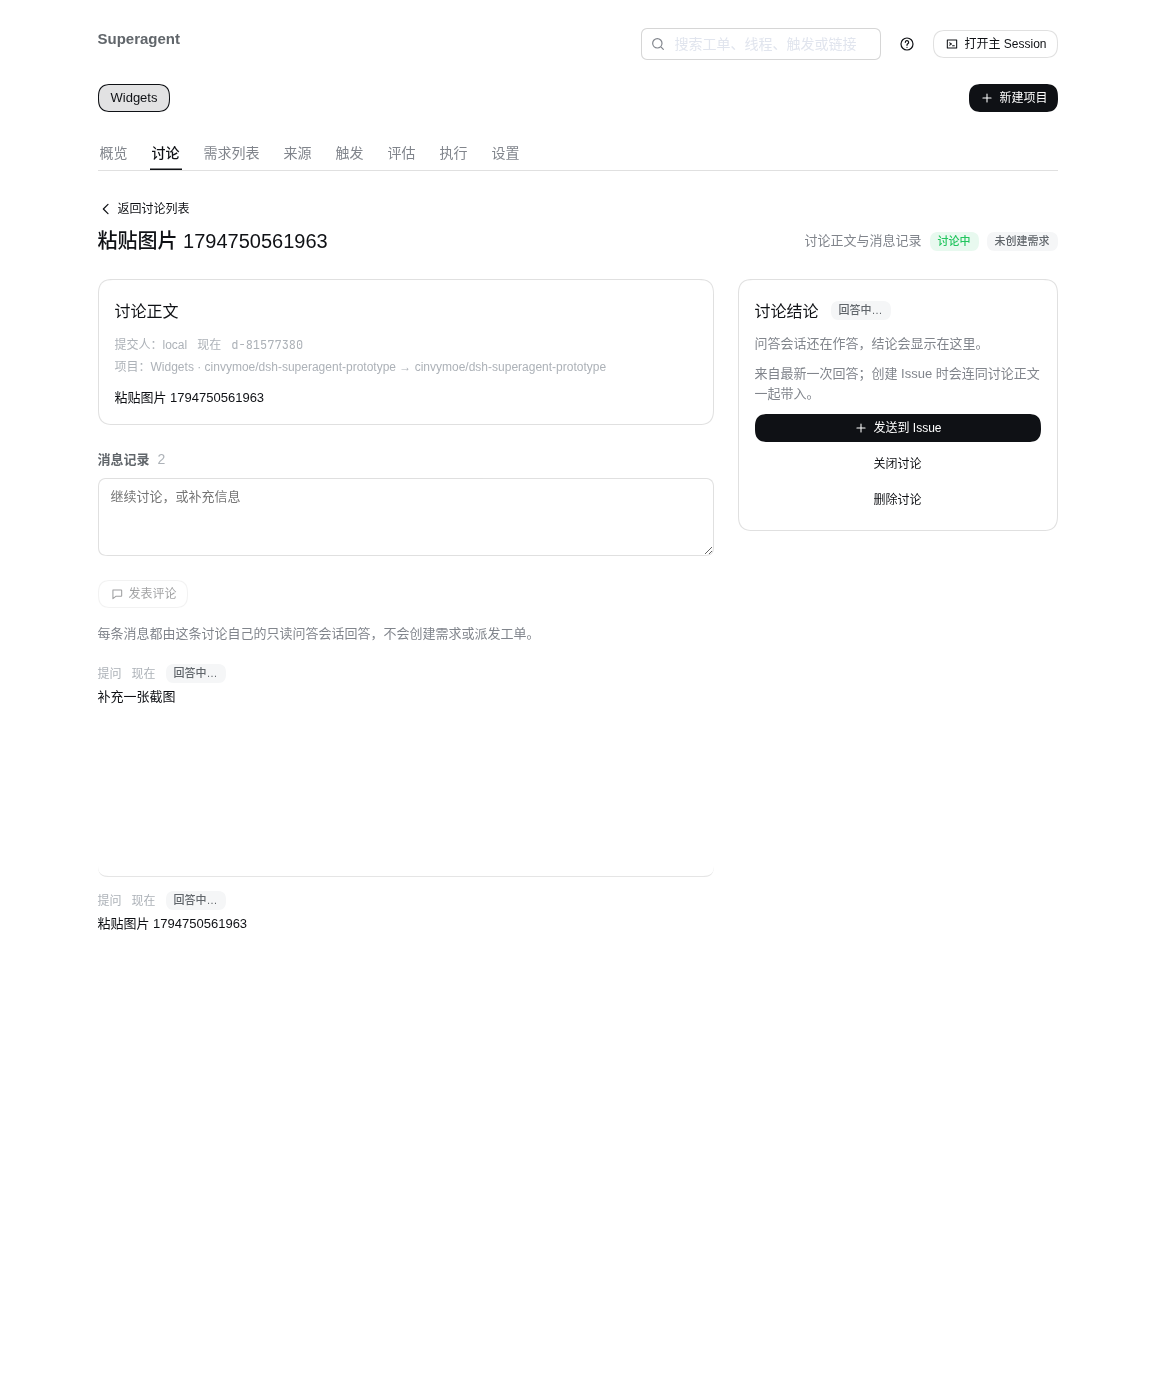 Superagent
搜索工单、线程、触发或链接
打开主 Session
Widgets
新建项目
概览
讨论
需求列表
来源
触发
评估
执行
设置
返回讨论列表
粘贴图片 1794750561963
讨论正文与消息记录
讨论中
未创建需求
讨论正文
提交人：local 现在 d-81577380
项目：Widgets · cinvymoe/dsh-superagent-prototype → cinvymoe/dsh-superagent-prototype
粘贴图片 1794750561963
讨论结论
回答中…
问答会话还在作答，结论会显示在这里。
来自最新一次回答；创建 Issue 时会连同讨论正文
一起带入。
发送到 Issue
关闭讨论
删除讨论
消息记录 2
继续讨论，或补充信息
发表评论
每条消息都由这条讨论自己的只读问答会话回答，不会创建需求或派发工单。
提问 现在 回答中…
补充一张截图
提问 现在 回答中…
粘贴图片 1794750561963